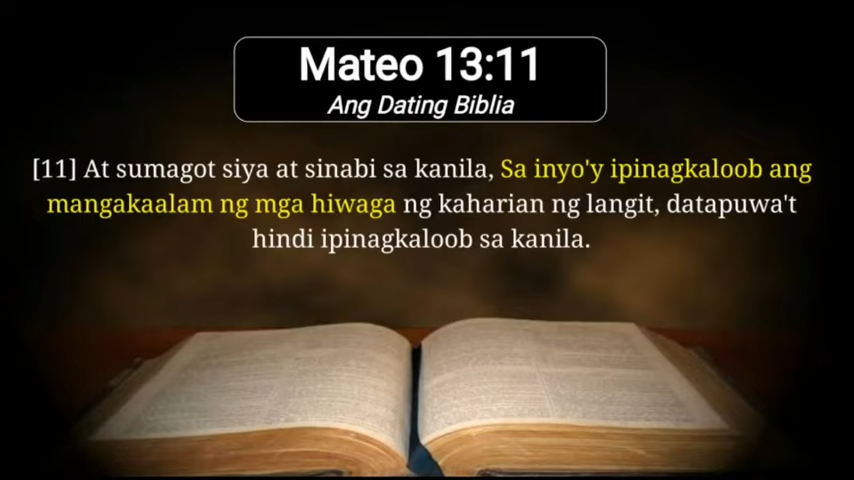 Mateo 13:11
Ang Dating Biblia
[11] At sumagot siya at sinabi sa kanila, Sa inyo'y ipinagkaloob ang
mangakaalam ng mga hiwaga ng kaharian ng langit, datapuwa't
hindi ipinagkaloob sa kanila.